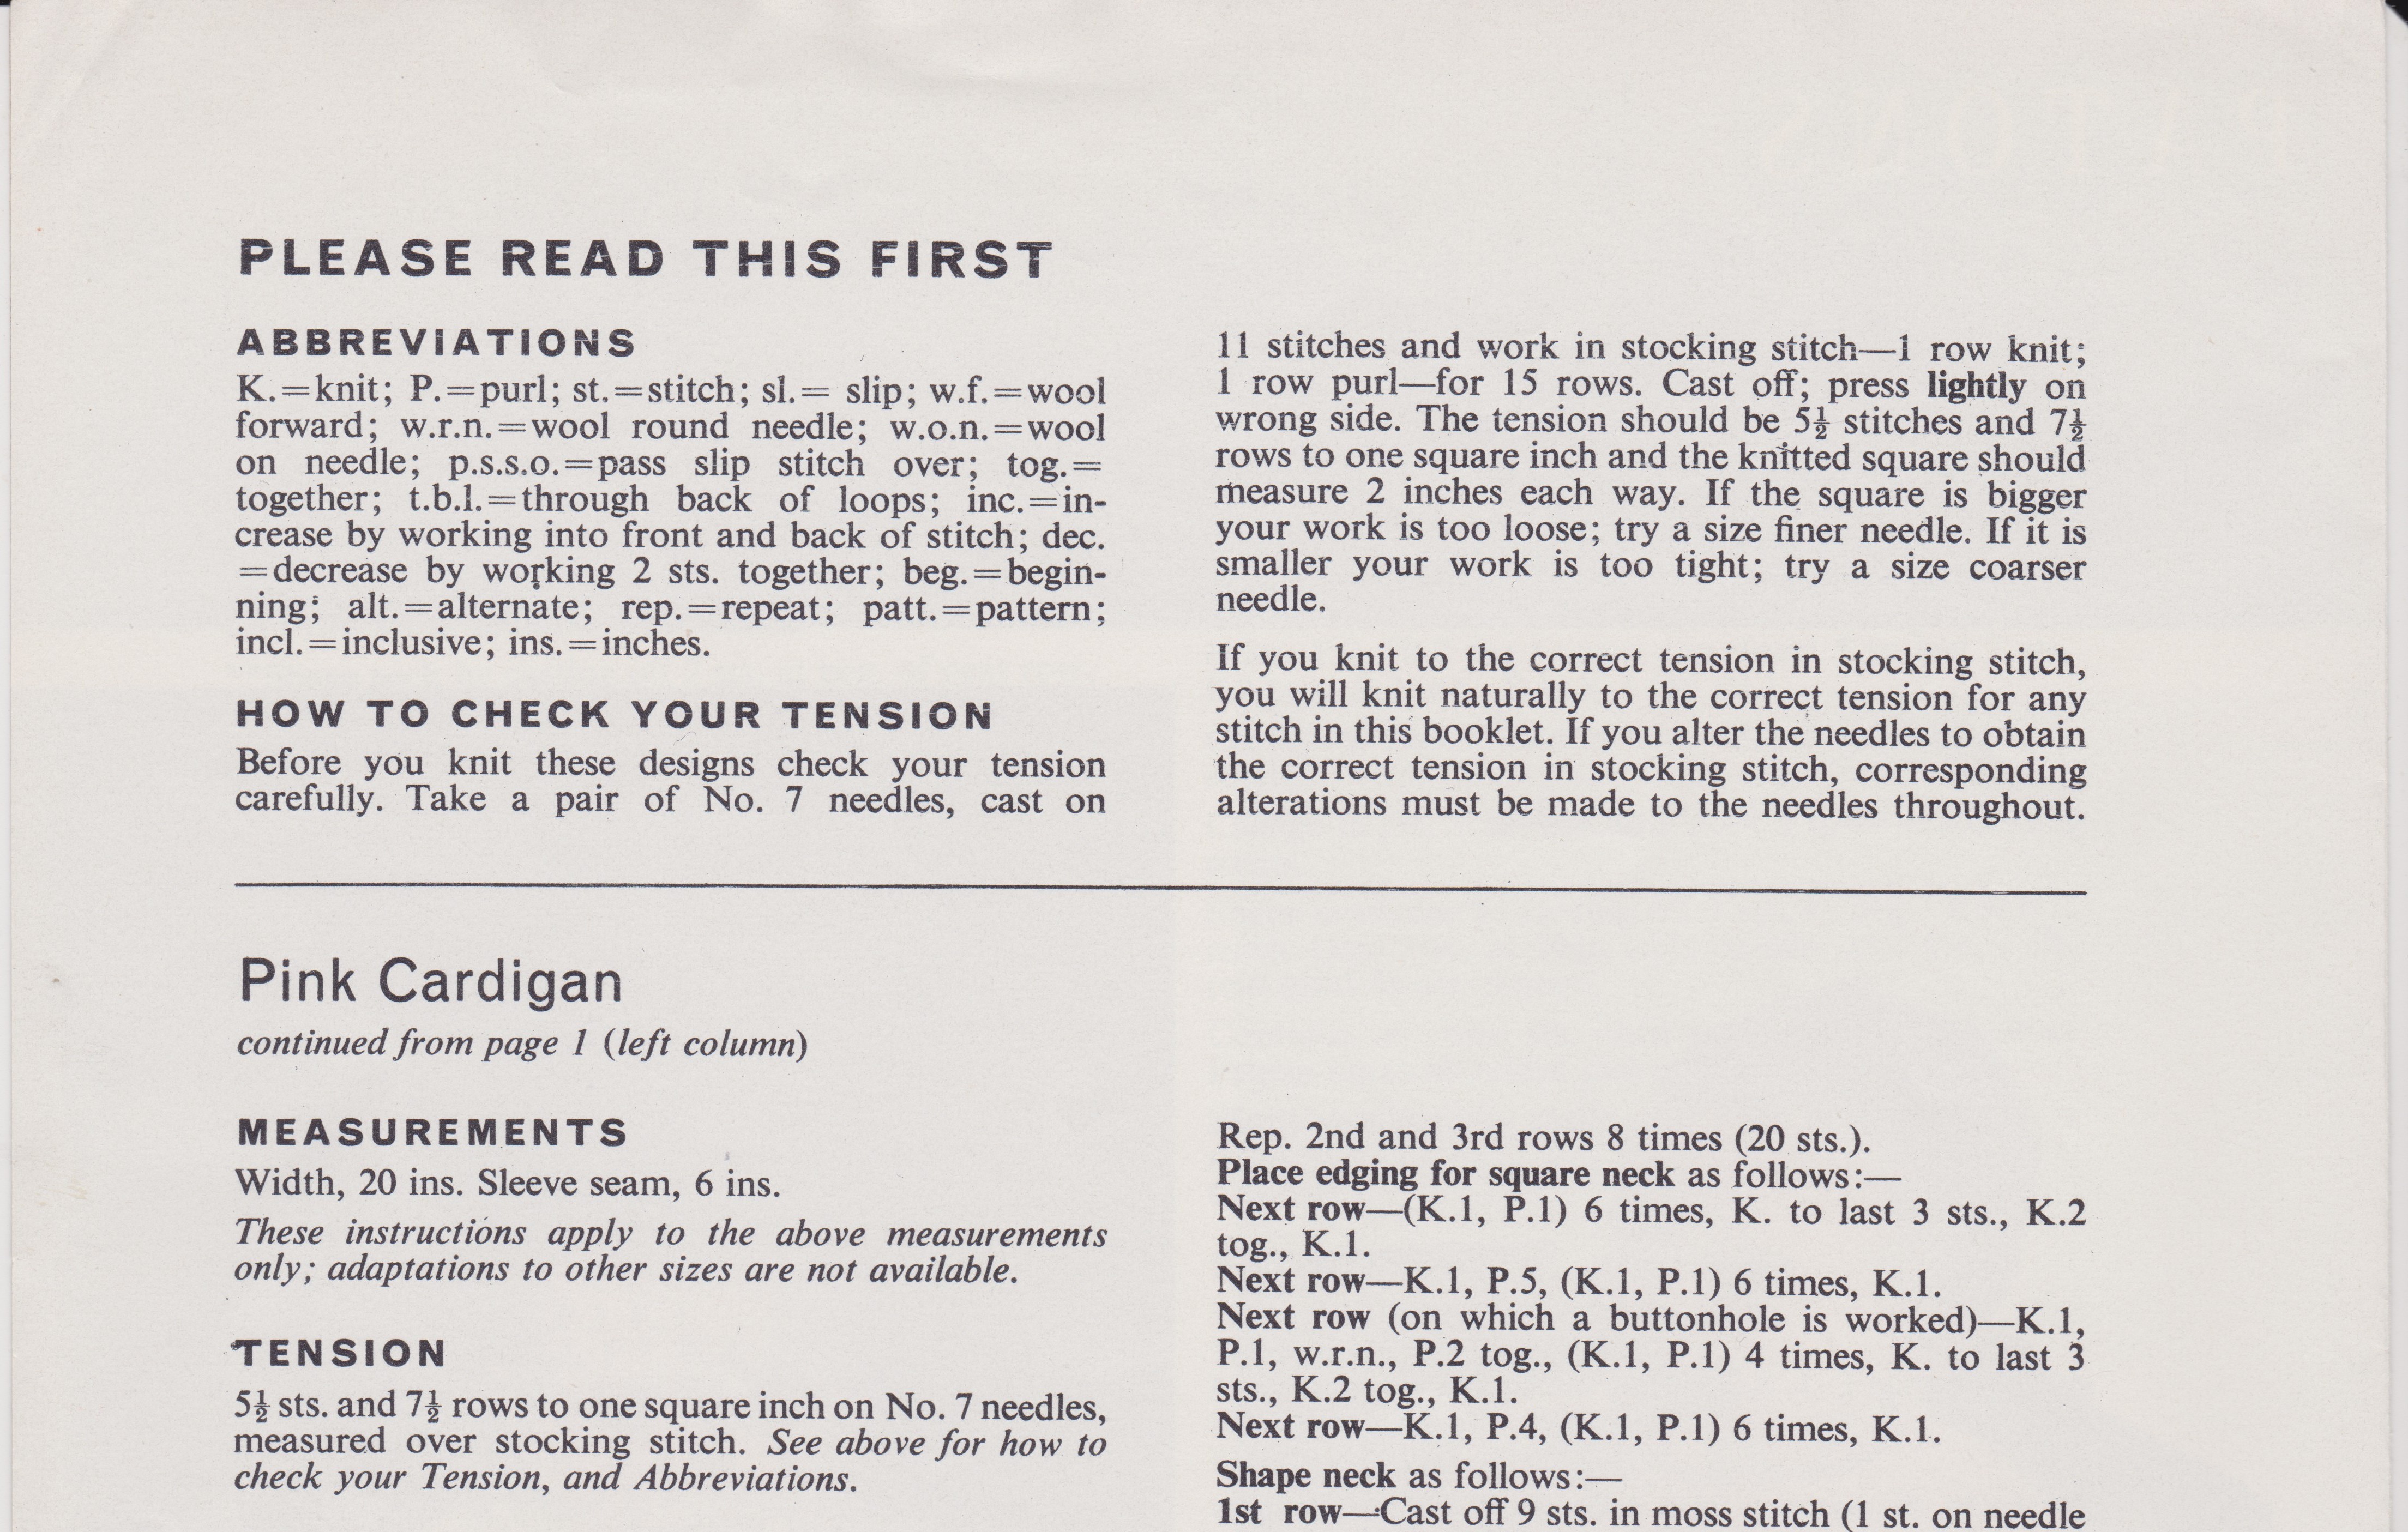 PLEASE READ THIS FIRST
ABBREVIATIONS
K.=knit; P.=purl; st.=stitch; sl.= slip; w.f.=wool
forward; w.r.n.=wool round needle; w.o.n.=wool
on needle; p.s.s.o.=pass slip stitch over; tog.=
together; t.b.l.=through back of loops; inc.=in-
crease by working into front and back of stitch; dec.
=decrease by working 2 sts. together; beg.=begin-
ning; alt.=alternate; rep.=repeat; patt.=pattern;
incl.=inclusive; ins.=inches.
HOW TO CHECK YOUR TENSION
Before you knit these designs check your tension
carefully. Take a pair of No. 7 needles, cast on
11 stitches and work in stocking stitch—1 row knit;
1 row purl—for 15 rows. Cast off; press lightly on
wrong side. The tension should be 5½ stitches and 7½
rows to one square inch and the knitted square should
measure 2 inches each way. If the square is bigger
your work is too loose; try a size finer needle. If it is
smaller your work is too tight; try a size coarser
needle.
If you knit to the correct tension in stocking stitch,
you will knit naturally to the correct tension for any
stitch in this booklet. If you alter the needles to obtain
the correct tension in stocking stitch, corresponding
alterations must be made to the needles throughout.
Pink Cardigan
continued from page 1 (left column)
MEASUREMENTS
Width, 20 ins. Sleeve seam, 6 ins.
These instructions apply to the above measurements
only; adaptations to other sizes are not available.
TENSION
5½ sts. and 7½ rows to one square inch on No. 7 needles,
measured over stocking stitch. See above for how to
check your Tension, and Abbreviations.
Rep. 2nd and 3rd rows 8 times (20 sts.).
Place edging for square neck as follows:—
Next row—(K.1, P.1) 6 times, K. to last 3 sts., K.2
tog., K.1.
Next row—K.1, P.5, (K.1, P.1) 6 times, K.1.
Next row (on which a buttonhole is worked)—K.1,
P.1, w.r.n., P.2 tog., (K.1, P.1) 4 times, K. to last 3
sts., K.2 tog., K.1.
Next row—K.1, P.4, (K.1, P.1) 6 times, K.1.
Shape neck as follows:—
1st row—Cast off 9 sts. in moss stitch (1 st. on needle